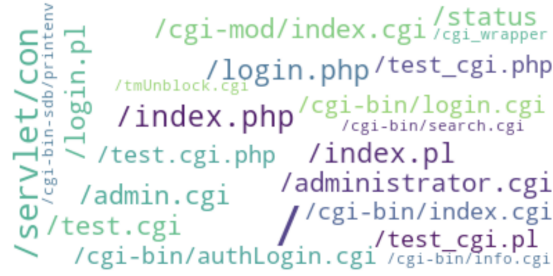 /servlet/con
/cgi-bin-sdb/printenv
/login.pl
/cgi-mod/index.cgi
/status
/cgi_wrapper
/login.php
/test_cgi.php
/tmUnblock.cgi
/index.php
/cgi-bin/login.cgi
/cgi-bin/search.cgi
/test.cgi.php
/index.pl
/admin.cgi
/administrator.cgi
/
/cgi-bin/index.cgi
/test.cgi
/test_cgi.pl
/cgi-bin/authLogin.cgi
/cgi-bin/info.cgi